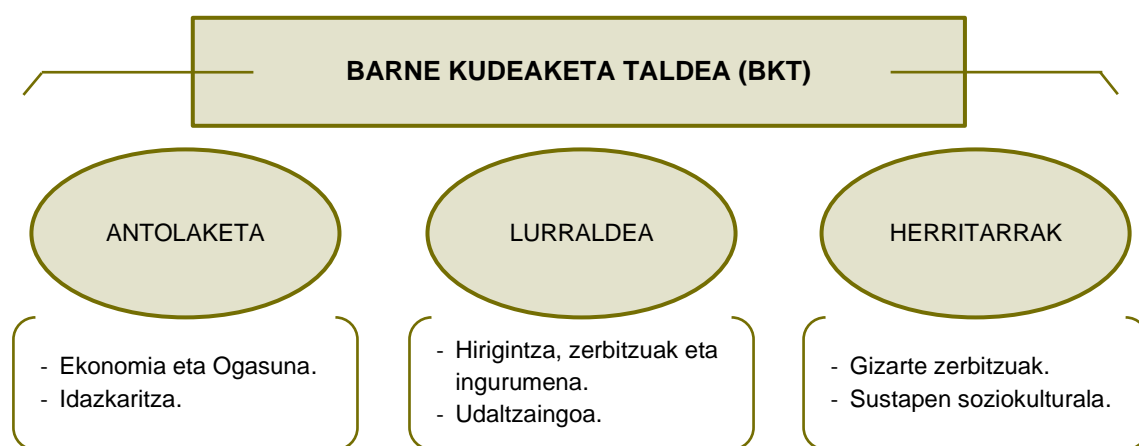 BARNE KUDEAKETA TALDEA (BKT)
ANTOLAKETA
LURRALDEA
HERRITARRAK
- Ekonomia eta Ogasuna.
- Idazkaritza.
- Hirigintza, zerbitzuak eta
ingurumena.
- Udaltzaingoa.
- Gizarte zerbitzuak.
- Sustapen soziokulturala.